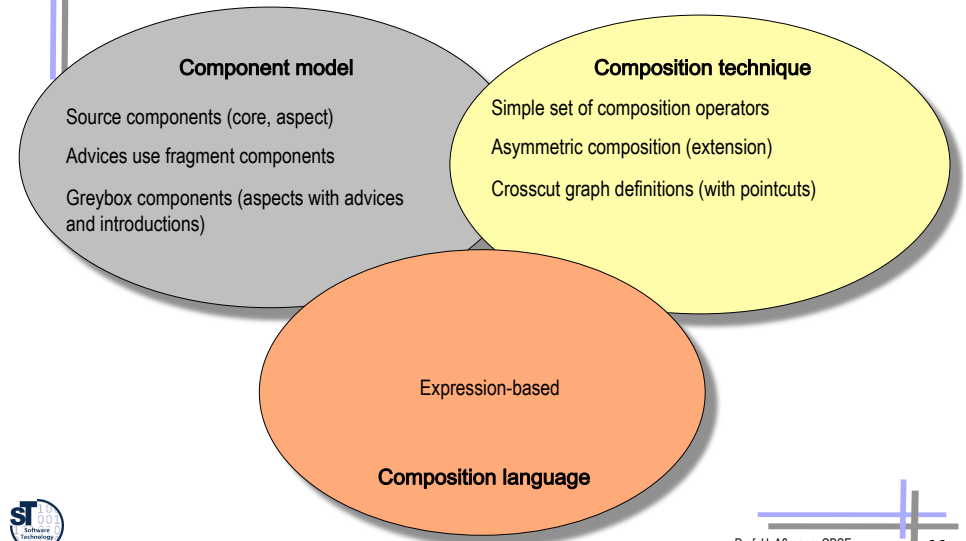 Component model
Source components (core, aspect)
Advices use fragment components
Greybox components (aspects with advices
and introductions)
Composition technique
Simple set of composition operators
Asymmetric composition (extension)
Crosscut graph definitions (with pointcuts)
Expression-based
Composition language
ST
Software
Technology